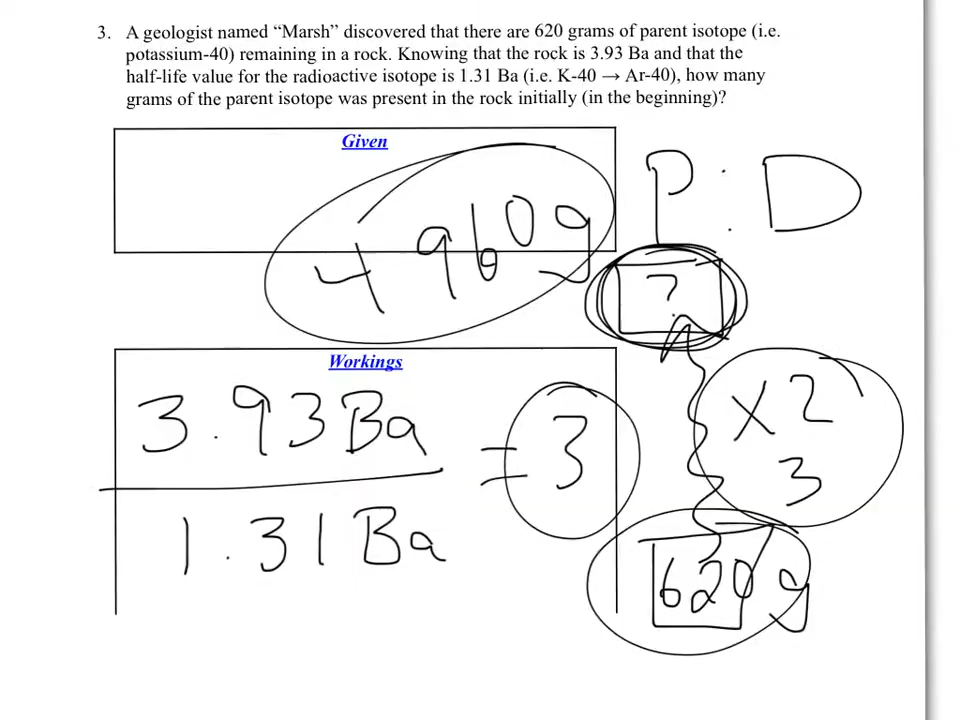 3. A geologist named “Marsh” discovered that there are 620 grams of parent isotope (i.e.
potassium-40) remaining in a rock. Knowing that the rock is 3.93 Ba and that the
half-life value for the radioactive isotope is 1.31 Ba (i.e. K-40 → Ar-40), how many
grams of the parent isotope was present in the rock initially (in the beginning)?
Given
P : D
4960g
?
Workings
3.93 Ba
= 3
1.31 Ba
x2
3
620g